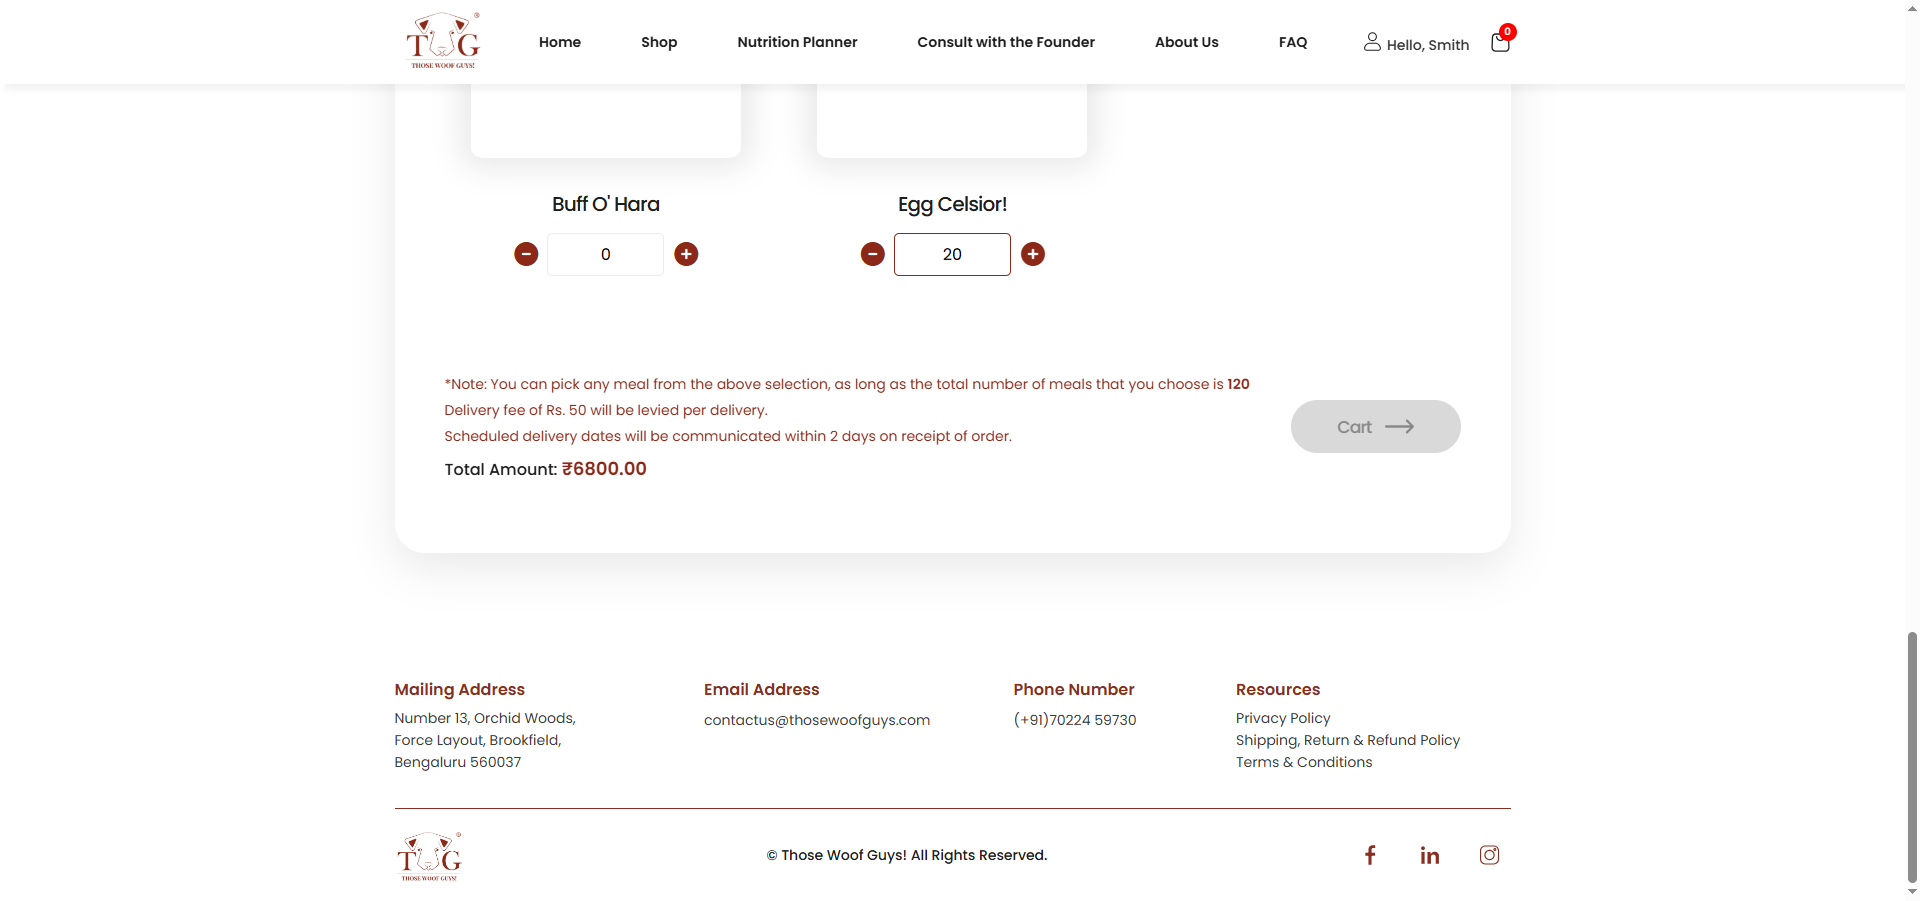 T G ®
THOSE WOOF GUYS!
Home Shop Nutrition Planner Consult with the Founder About Us FAQ Hello, Smith 0
Buff O' Hara Egg Celsior!
0 20
*Note: You can pick any meal from the above selection, as long as the total number of meals that you choose is 120
Delivery fee of Rs. 50 will be levied per delivery.
Scheduled delivery dates will be communicated within 2 days on receipt of order.
Total Amount: ₹6800.00
Cart
Mailing Address
Number 13, Orchid Woods,
Force Layout, Brookfield,
Bengaluru 560037
Email Address
contactus@thosewoofguys.com
Phone Number
(+91)70224 59730
Resources
Privacy Policy
Shipping, Return & Refund Policy
Terms & Conditions
T G ®
THOSE WOOF GUYS!
© Those Woof Guys! All Rights Reserved.